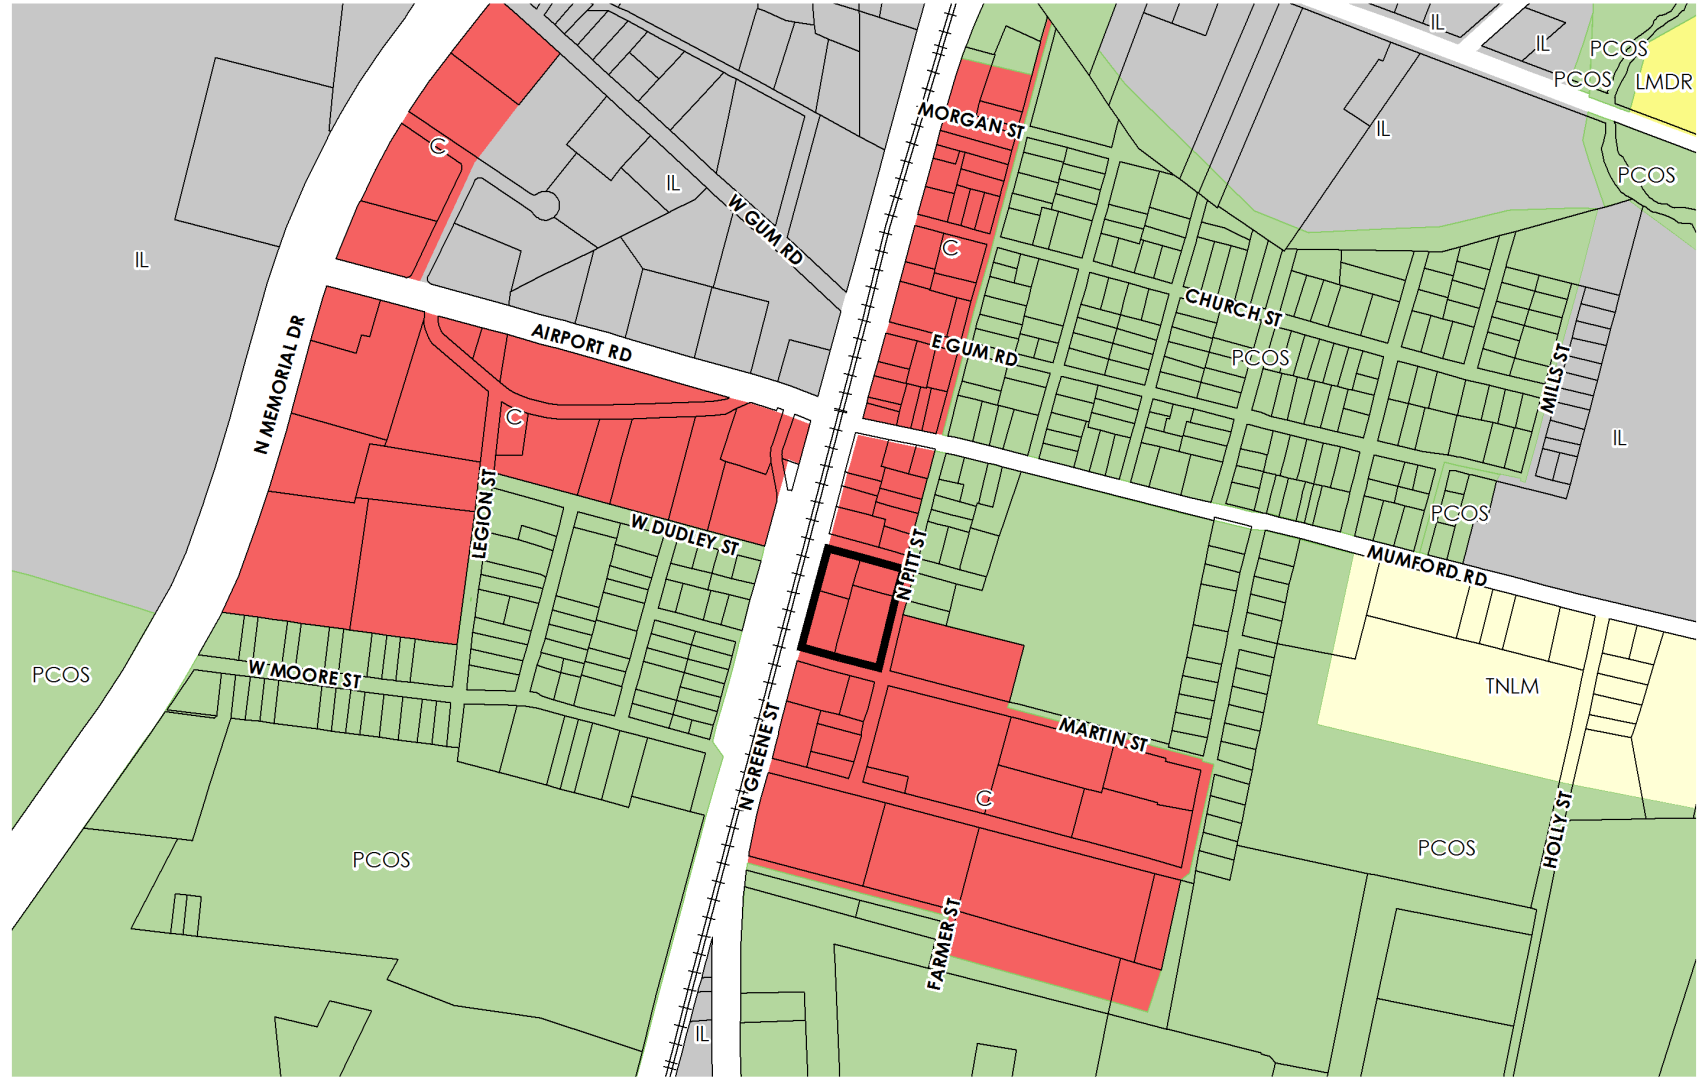 IL
IL
PCOS
PCOS
LMDR
MORGAN ST
IL
C
IL
PCOS
W GUM RD
C
IL
CHURCH ST
AIRPORT RD
E GUM RD
PCOS
N MEMORIAL DR
MILLS ST
C
IL
LEGION ST
PCOS
W DUDLEY ST
N PITT ST
MUMFORD RD
PCOS
W MOORE ST
TNLM
MARTIN ST
N GREENE ST
C
HOLLY ST
PCOS
PCOS
FARMER ST
IL